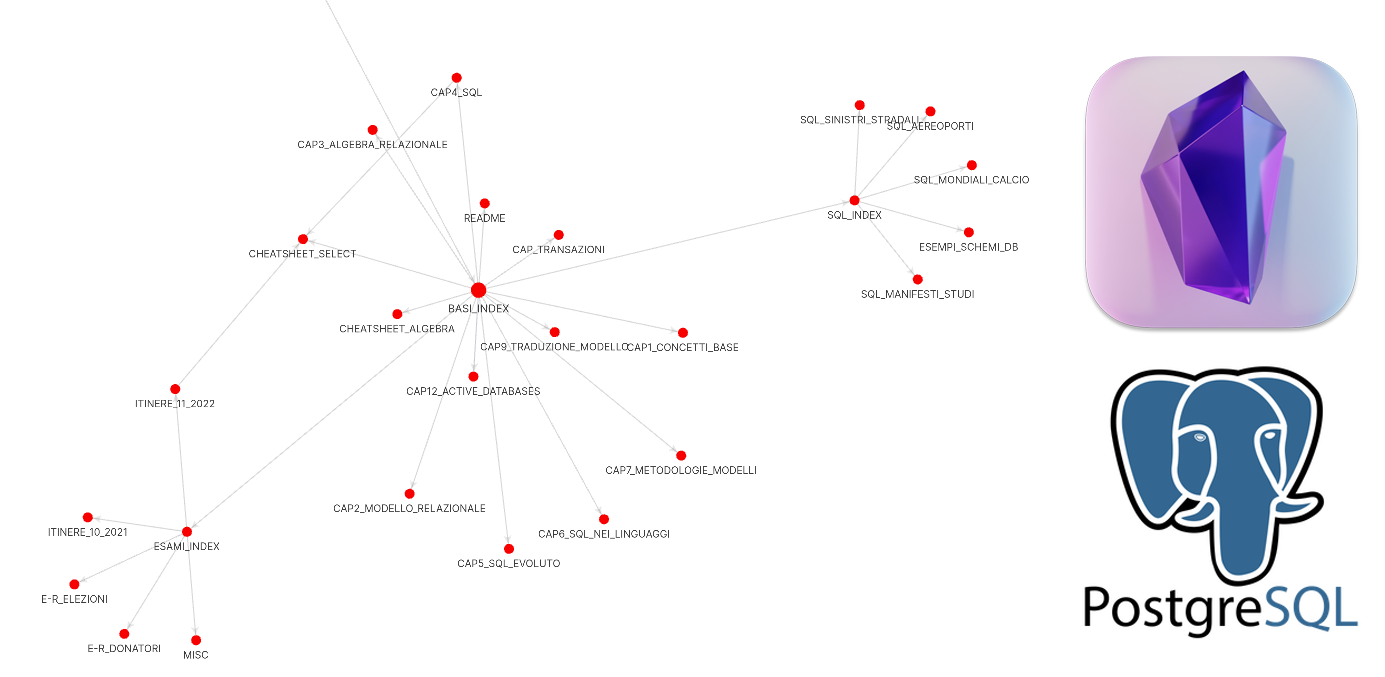 CAP4_SQL
SQL_SINISTRI_STRADALI
SQL_AEREOPORTI
CAP3_ALGEBRA_RELAZIONALE
SQL_MONDIALI_CALCIO
README
SQL_INDEX
CHEATSHEET_SELECT
CAP_TRANSAZIONI
ESEMPI_SCHEMI_DB
SQL_MANIFESTI_STUDI
BASI_INDEX
CHEATSHEET_ALGEBRA
CAP9_TRADUZIONE_MODELLO
CAP1_CONCETTI_BASE
CAP12_ACTIVE_DATABASES
ITINERE_11_2022
CAP7_METODOLOGIE_MODELLI
CAP2_MODELLO_RELAZIONALE
ITINERE_10_2021
CAP6_SQL_NEI_LINGUAGGI
ESAMI_INDEX
CAP5_SQL_EVOLUTO
E-R_ELEZIONI
E-R_DONATORI
MISC
PostgreSQL